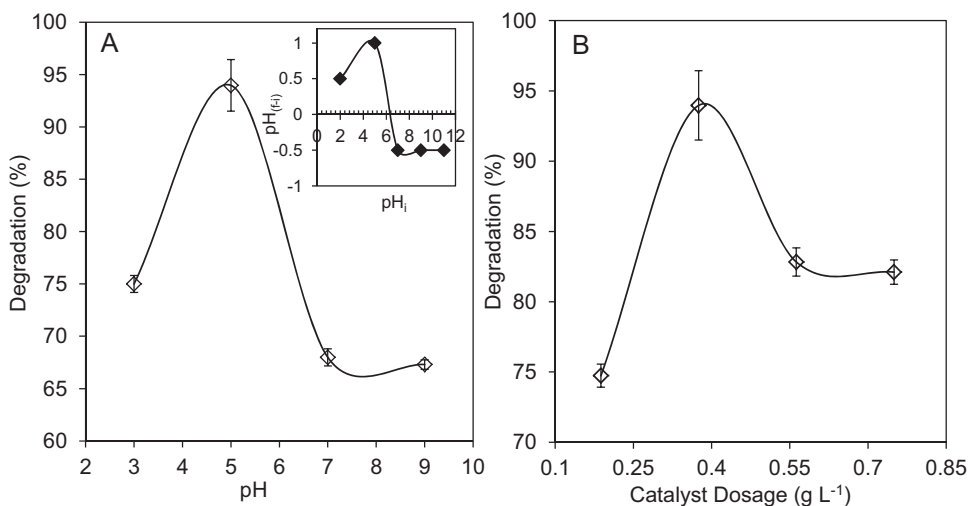 A
Degradation (%)
100
95
90
85
80
75
70
65
60
2 3 4 5 6 7 8 9 10
pH
pH(f-i)
1
0.5
0
-0.5
-1
0 2 4 6 8 10 12
pHi
B
Degradation (%)
100
95
90
85
80
75
70
0.1 0.25 0.4 0.55 0.7 0.85
Catalyst Dosage (g L-1)